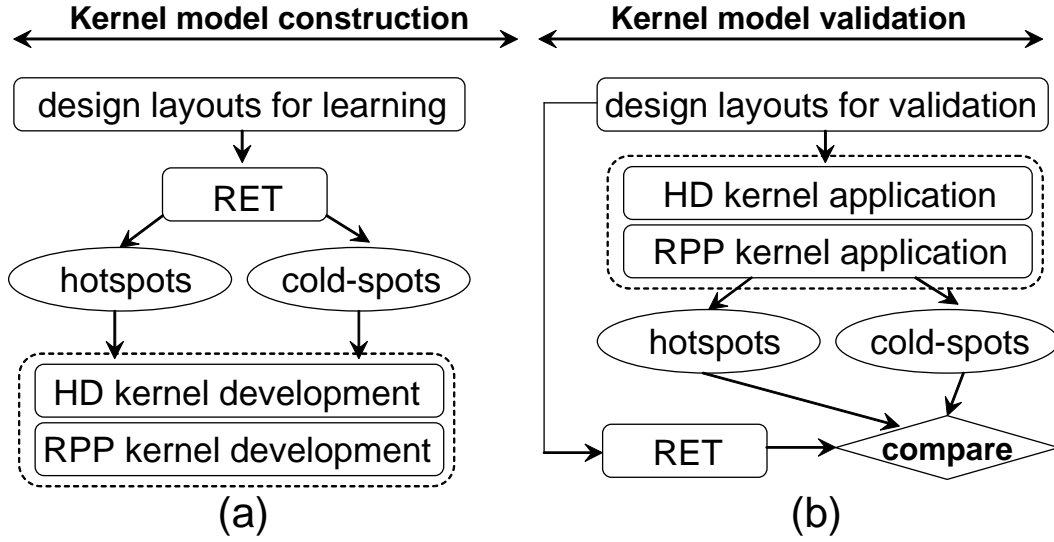 Kernel model construction
design layouts for learning
RET
hotspots
cold-spots
HD kernel development
RPP kernel development
(a)
Kernel model validation
design layouts for validation
HD kernel application
RPP kernel application
hotspots
cold-spots
RET
compare
(b)